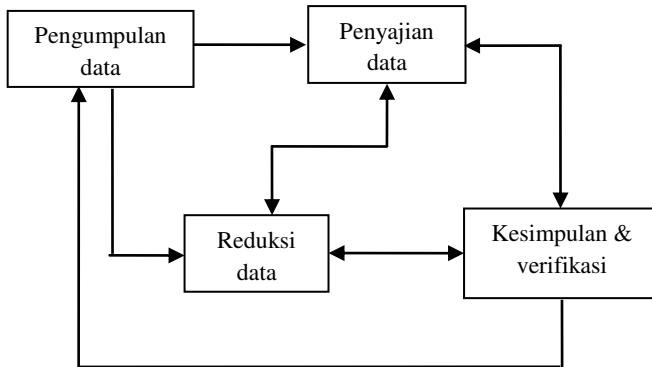 Pengumpulan
data
Penyajian
data
Reduksi
data
Kesimpulan &
verifikasi